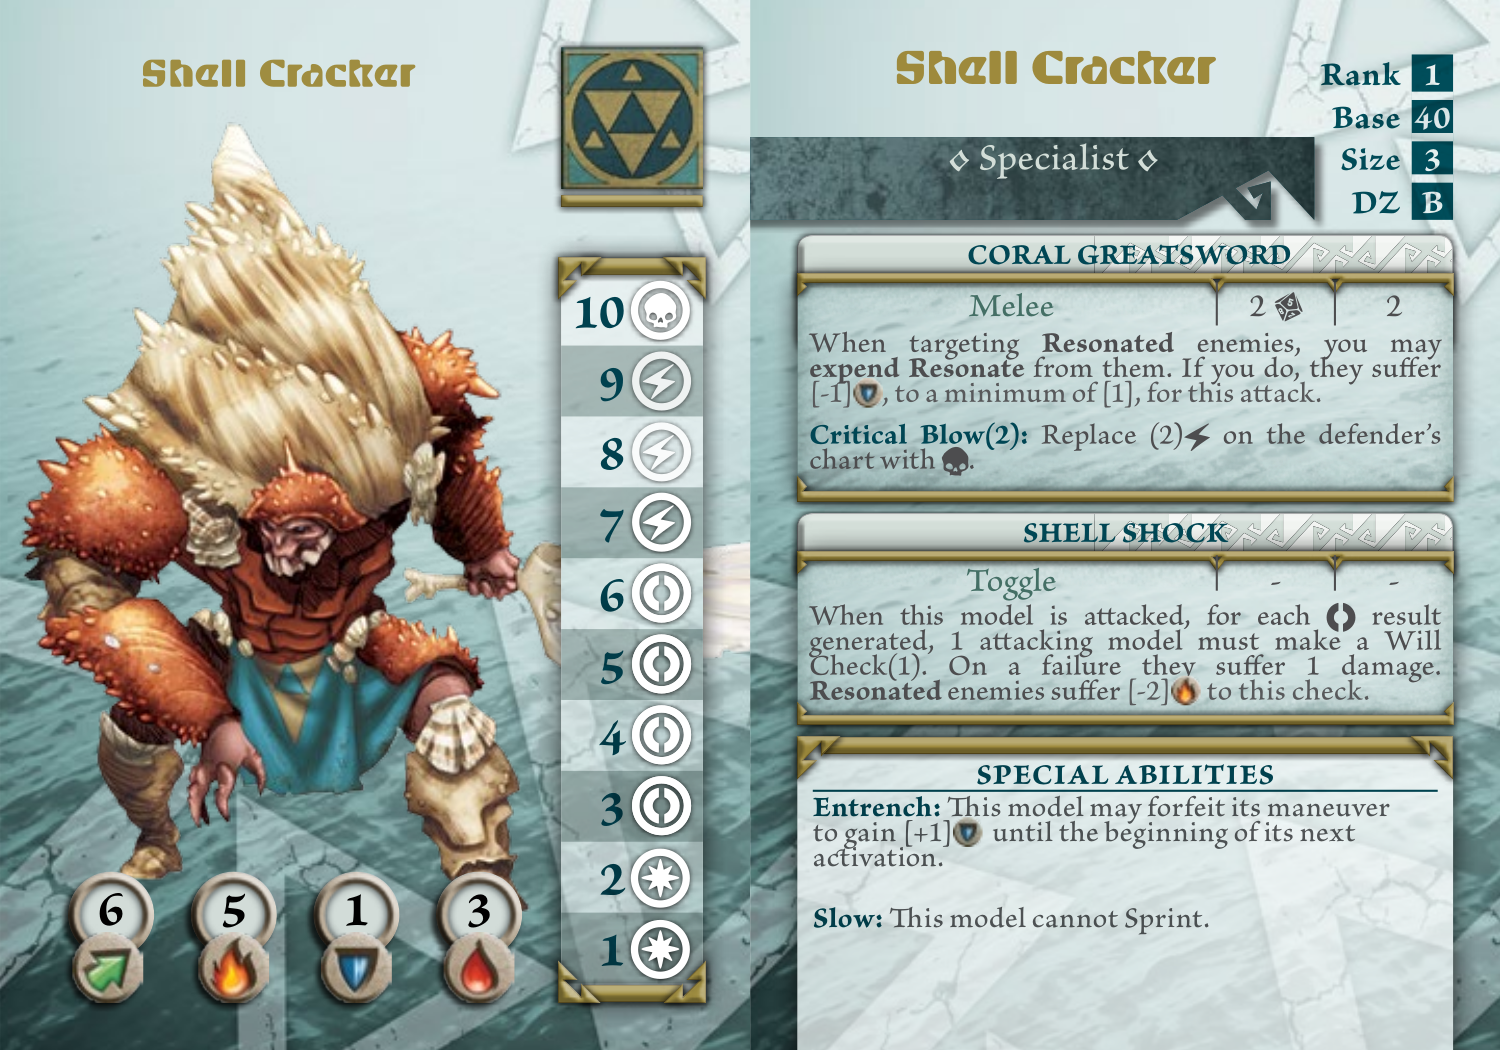 Shell Cracker
10
9
8
7
6
5
4
3
2
1
6 5 1 3
Shell Cracker
Rank 1
Base 40
Size 3
DZ B
Specialist
CORAL GREATSWORD
Melee 2 2
When targeting Resonated enemies, you may
expend Resonate from them. If you do, they suffer
[-1], to a minimum of [1], for this attack.
Critical Blow(2): Replace (2) on the defender's
chart with .
SHELL SHOCK
Toggle - -
When this model is attacked, for each result
generated, 1 attacking model must make a Will
Check(1). On a failure they suffer 1 damage.
Resonated enemies suffer [-2] to this check.
SPECIAL ABILITIES
Entrench: This model may forfeit its maneuver
to gain [+1] until the beginning of its next
activation.
Slow: This model cannot Sprint.